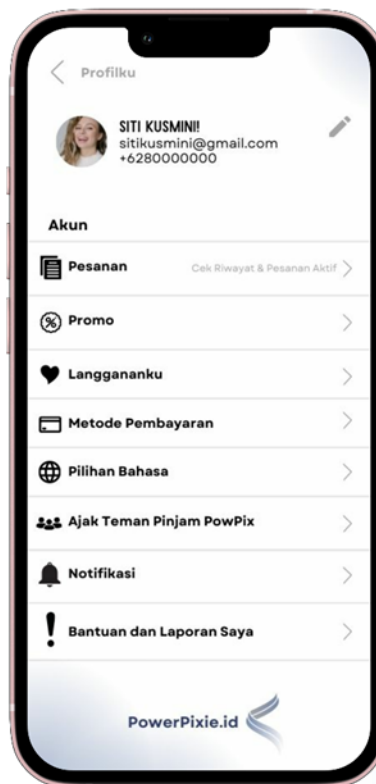 Profilku
SITI KUSMINI!
sitikusmini@gmail.com
+6280000000
Akun
Pesanan Cek Riwayat & Pesanan Aktif
Promo
Langgananku
Metode Pembayaran
Pilihan Bahasa
Ajak Teman Pinjam PowPix
Notifikasi
Bantuan dan Laporan Saya
PowerPixie.id